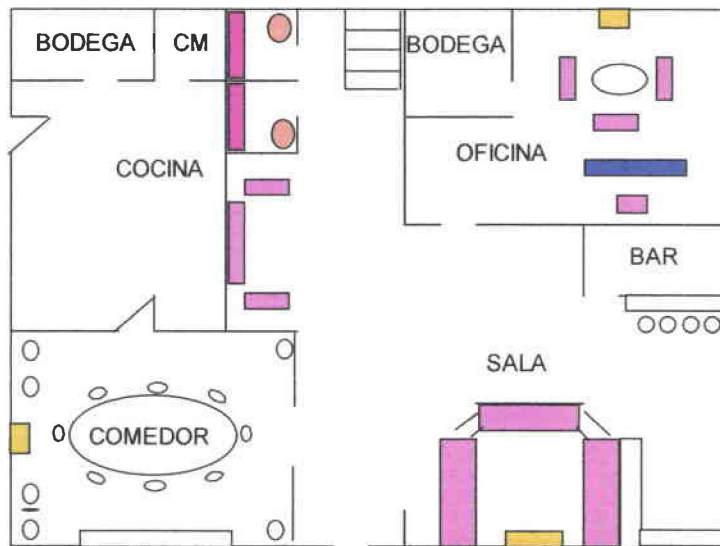 BODEGA CM
BODEGA
OFICINA
COCINA
BAR
SALA
COMEDOR